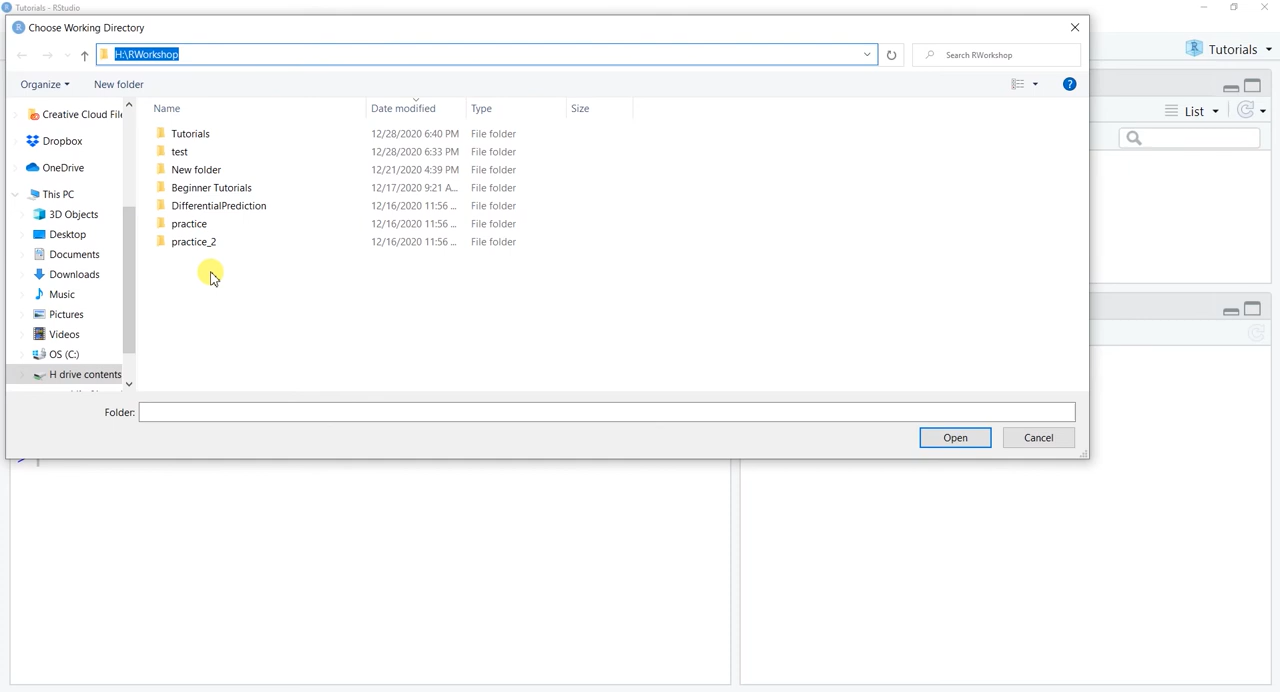 Tutorials - RStudio
Choose Working Directory
Tutorials
H:\RWorkshop
Search RWorkshop
Organize
New folder
Name
Date modified
Type
Size
List
Creative Cloud File
Dropbox
OneDrive
This PC
3D Objects
Desktop
Documents
Downloads
Music
Pictures
Videos
OS (C:)
H drive contents
Tutorials 12/28/2020 6:40 PM File folder
test 12/28/2020 6:33 PM File folder
New folder 12/21/2020 4:39 PM File folder
Beginner Tutorials 12/17/2020 9:21 A... File folder
DifferentialPrediction 12/16/2020 11:56 ... File folder
practice 12/16/2020 11:56 ... File folder
practice_2 12/16/2020 11:56 ... File folder
Folder:
Open
Cancel